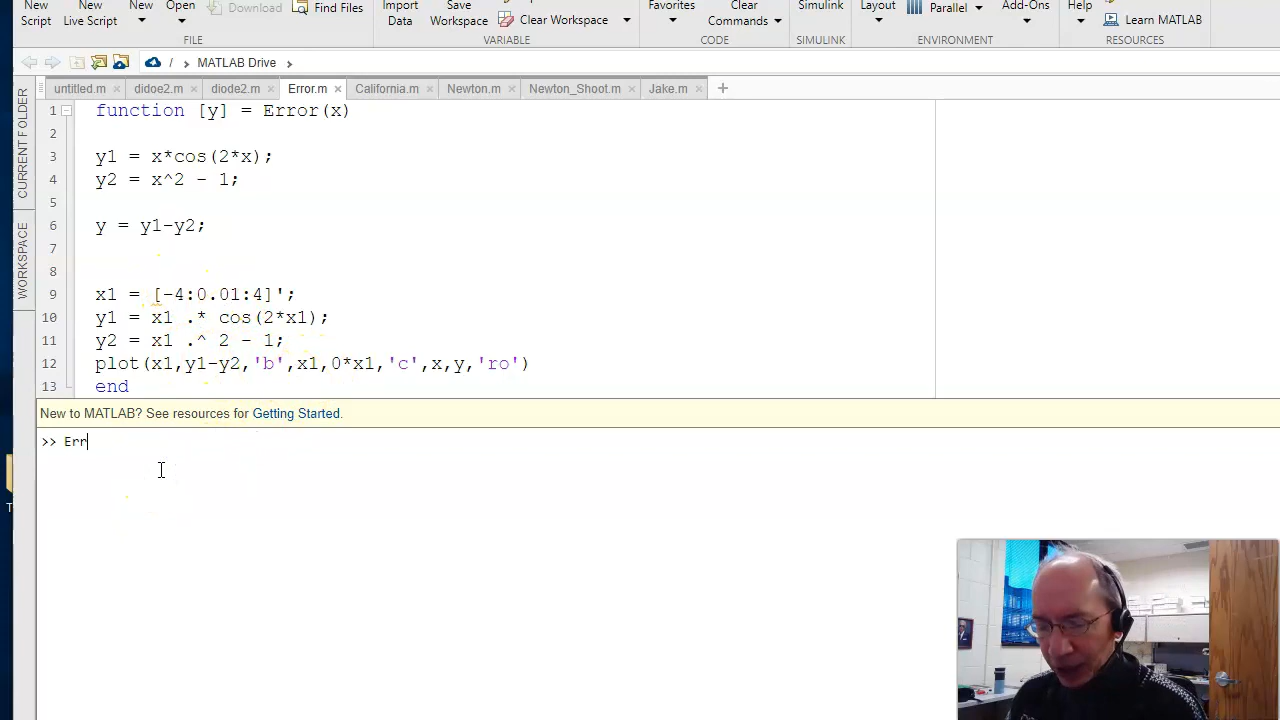 New Script
New Live Script
New
Open
Download
Find Files
Import Data
Save Workspace
Clear Workspace
Favorites
Clear Commands
Simulink
Layout
Parallel
Add-Ons
Help
Learn MATLAB
FILE
VARIABLE
CODE
SIMULINK
ENVIRONMENT
RESOURCES
/ MATLAB Drive
CURRENT FOLDER
WORKSPACE
untitled.m
didoe2.m
diode2.m
Error.m
California.m
Newton.m
Newton_Shoot.m
Jake.m
1 function [y] = Error(x)
2
3 y1 = x*cos(2*x);
4 y2 = x^2 - 1;
5
6 y = y1-y2;
7
8
9 x1 = [-4:0.01:4]';
10 y1 = x1 .* cos(2*x1);
11 y2 = x1 .^ 2 - 1;
12 plot(x1,y1-y2,'b',x1,0*x1,'c',x,y,'ro')
13 end
New to MATLAB? See resources for Getting Started.
>> Err
T